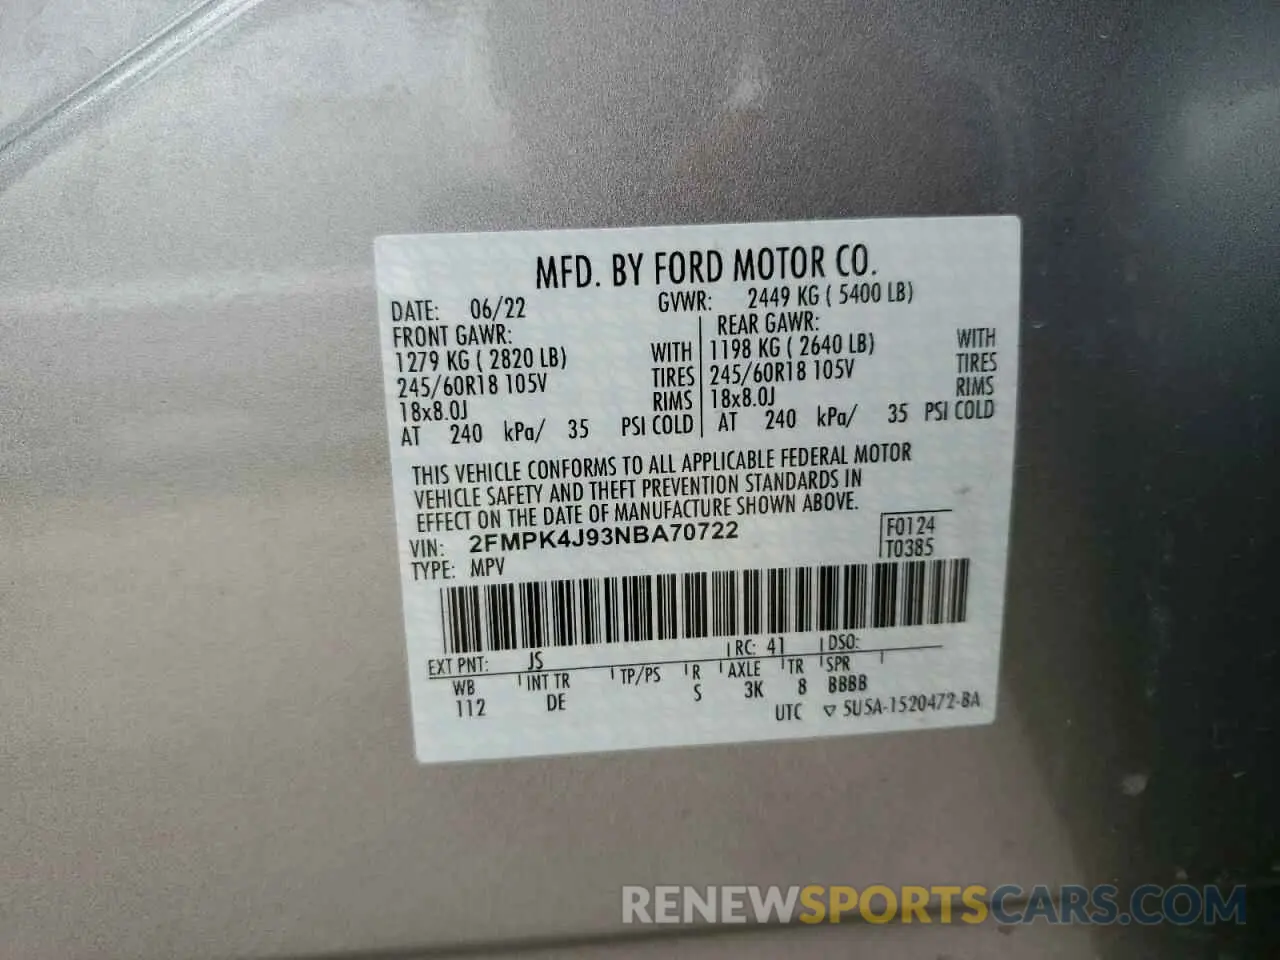 MFD. BY FORD MOTOR CO.
DATE: 06/22 GVWR: 2449 KG ( 5400 LB)
FRONT GAWR: REAR GAWR:
1279 KG ( 2820 LB) WITH 1198 KG ( 2640 LB) WITH
245/60R18 105V TIRES 245/60R18 105V TIRES
18x8.0J RIMS 18x8.0J RIMS
AT 240 kPa/ 35 PSI COLD AT 240 kPa/ 35 PSI COLD
THIS VEHICLE CONFORMS TO ALL APPLICABLE FEDERAL MOTOR
VEHICLE SAFETY AND THEFT PREVENTION STANDARDS IN
EFFECT ON THE DATE OF MANUFACTURE SHOWN ABOVE.
VIN: 2FMPK4J93NBA70722 F0124
TYPE: MPV T0385
EXT PNT: JS RC: 41 DSO:
WB INT TR TP/PS R AXLE TR SPR
112 DE S 3K 8 BBBB
UTC ▽ 5U5A-1520472-BA
RENEWSPORTSCARS.COM